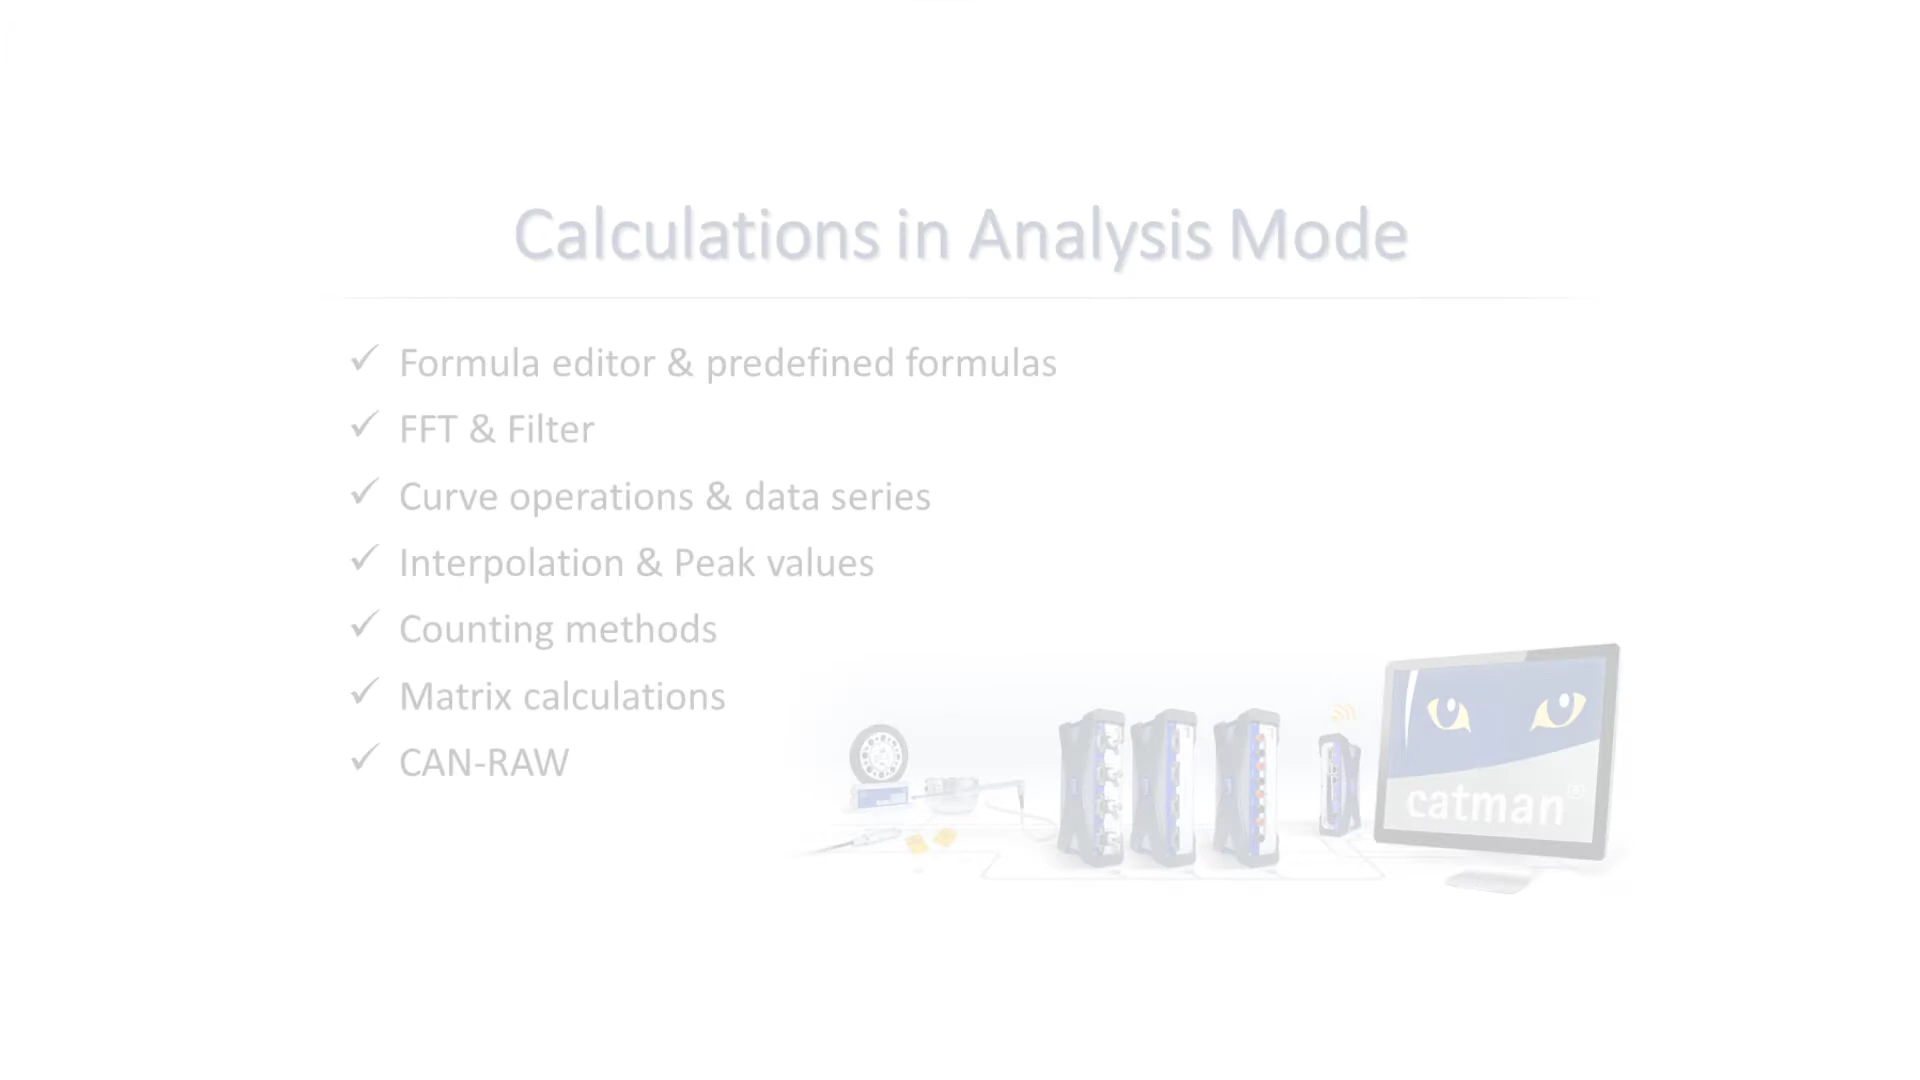 Calculations in Analysis Mode
✓ Formula editor & predefined formulas
✓ FFT & Filter
✓ Curve operations & data series
✓ Interpolation & Peak values
✓ Counting methods
✓ Matrix calculations
✓ CAN-RAW
catman®